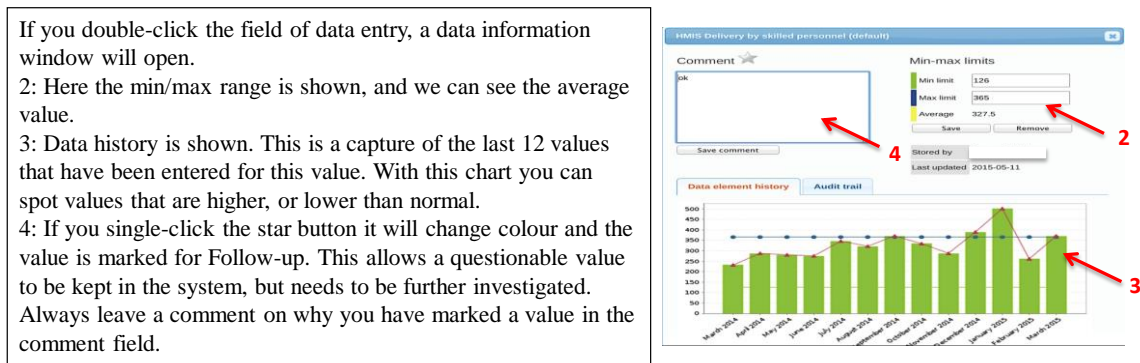 If you double-click the field of data entry, a data information
window will open.
2: Here the min/max range is shown, and we can see the average
value.
3: Data history is shown. This is a capture of the last 12 values
that have been entered for this value. With this chart you can
spot values that are higher, or lower than normal.
4: If you single-click the star button it will change colour and the
value is marked for Follow-up. This allows a questionable value
to be kept in the system, but needs to be further investigated.
Always leave a comment on why you have marked a value in the
comment field.
HMIS Delivery by skilled personnel (default)
Comment
ok
4
Save comment
Min-max limits
Min limit 126
Max limit 365
Average 327.5
Save Remove
2
Stored by
Last updated 2015-05-11
Data element history Audit trail
500
450
400
350
300
250
200
150
100
50
0
3
March 2014
April 2014
May 2014
June 2014
July 2014
August 2014
September 2014
October 2014
November 2014
December 2014
January 2015
February 2015
March 2015